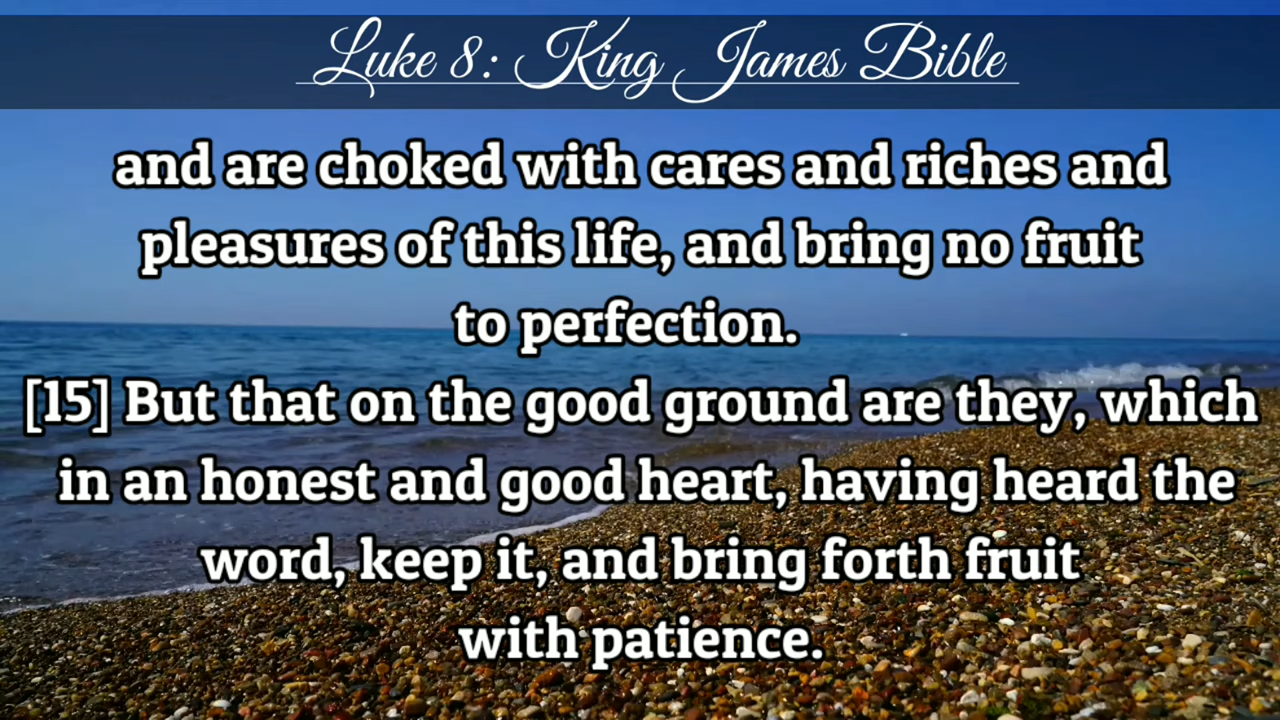 Luke 8: King James Bible
and are choked with cares and riches and
pleasures of this life, and bring no fruit
to perfection.
[15] But that on the good ground are they, which
in an honest and good heart, having heard the
word, keep it, and bring forth fruit
with patience.